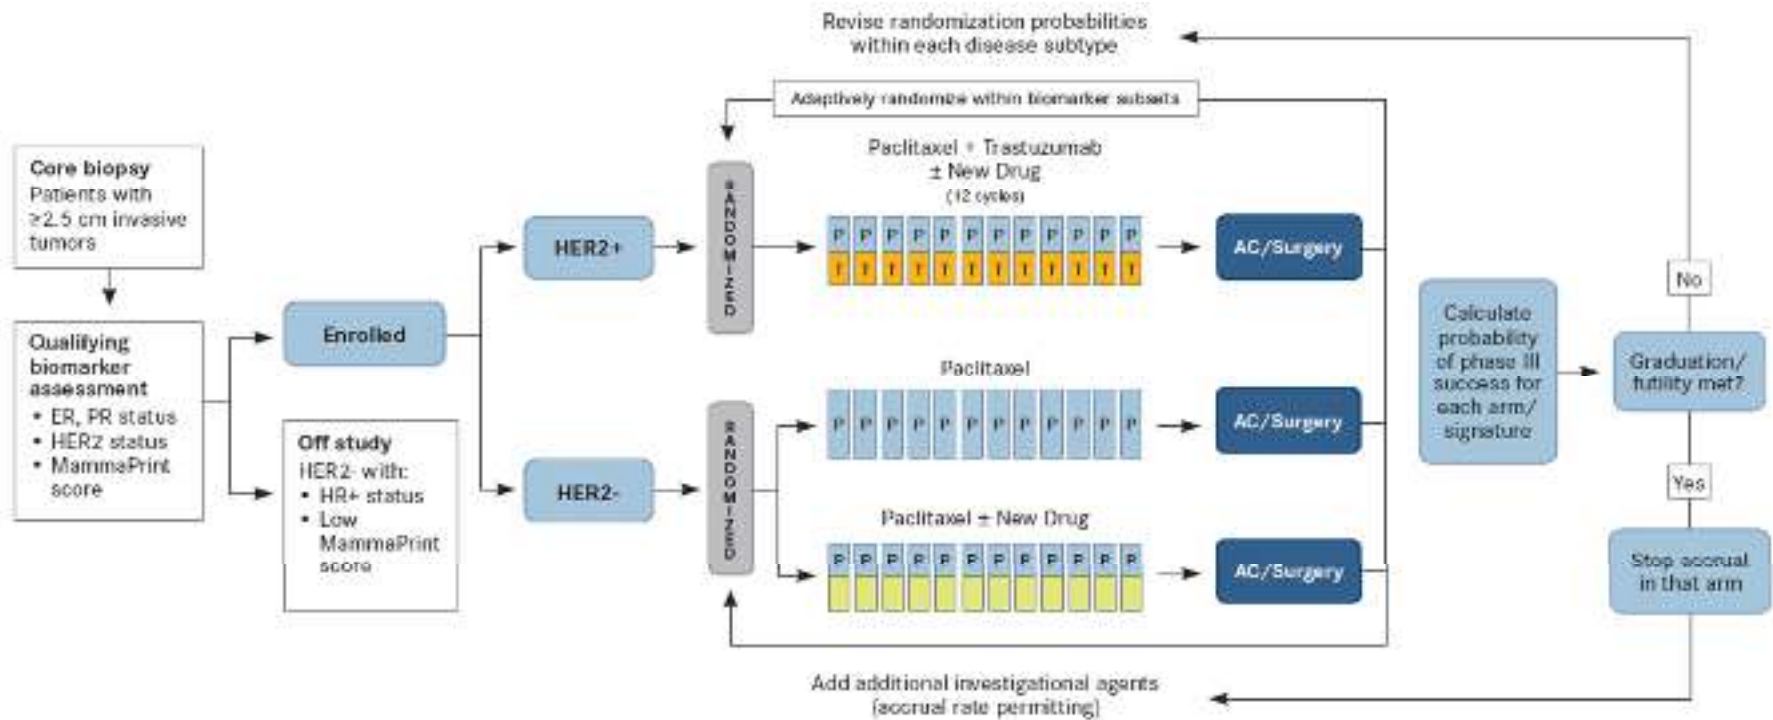 Revise randomization probabilities
within each disease subtype
Adaptively randomize within biomarker subsets
Core biopsy
Patients with
≥2.5 cm invasive
tumors
Qualifying
biomarker
assessment
• ER, PR status
• HER2 status
• MammaPrint
score
Enrolled
Off study
HER2- with:
• HR+ status
• Low
MammaPrint
score
HER2+
HER2-
RANDOMIZED
RANDOMIZED
Paclitaxel + Trastuzumab
± New Drug
(12 cycles)
P P P P P P P P P P P P
T T T T T T T T T T T T
AC/Surgery
Paclitaxel
P P P P P P P P P P P P
AC/Surgery
Paclitaxel ± New Drug
P P P P P P P P P P P P
AC/Surgery
Calculate
probability
of phase III
success for
each arm/
signature
No
Graduation/
futility met?
Yes
Stop accrual
in that arm
Add additional investigational agents
(accrual rate permitting)